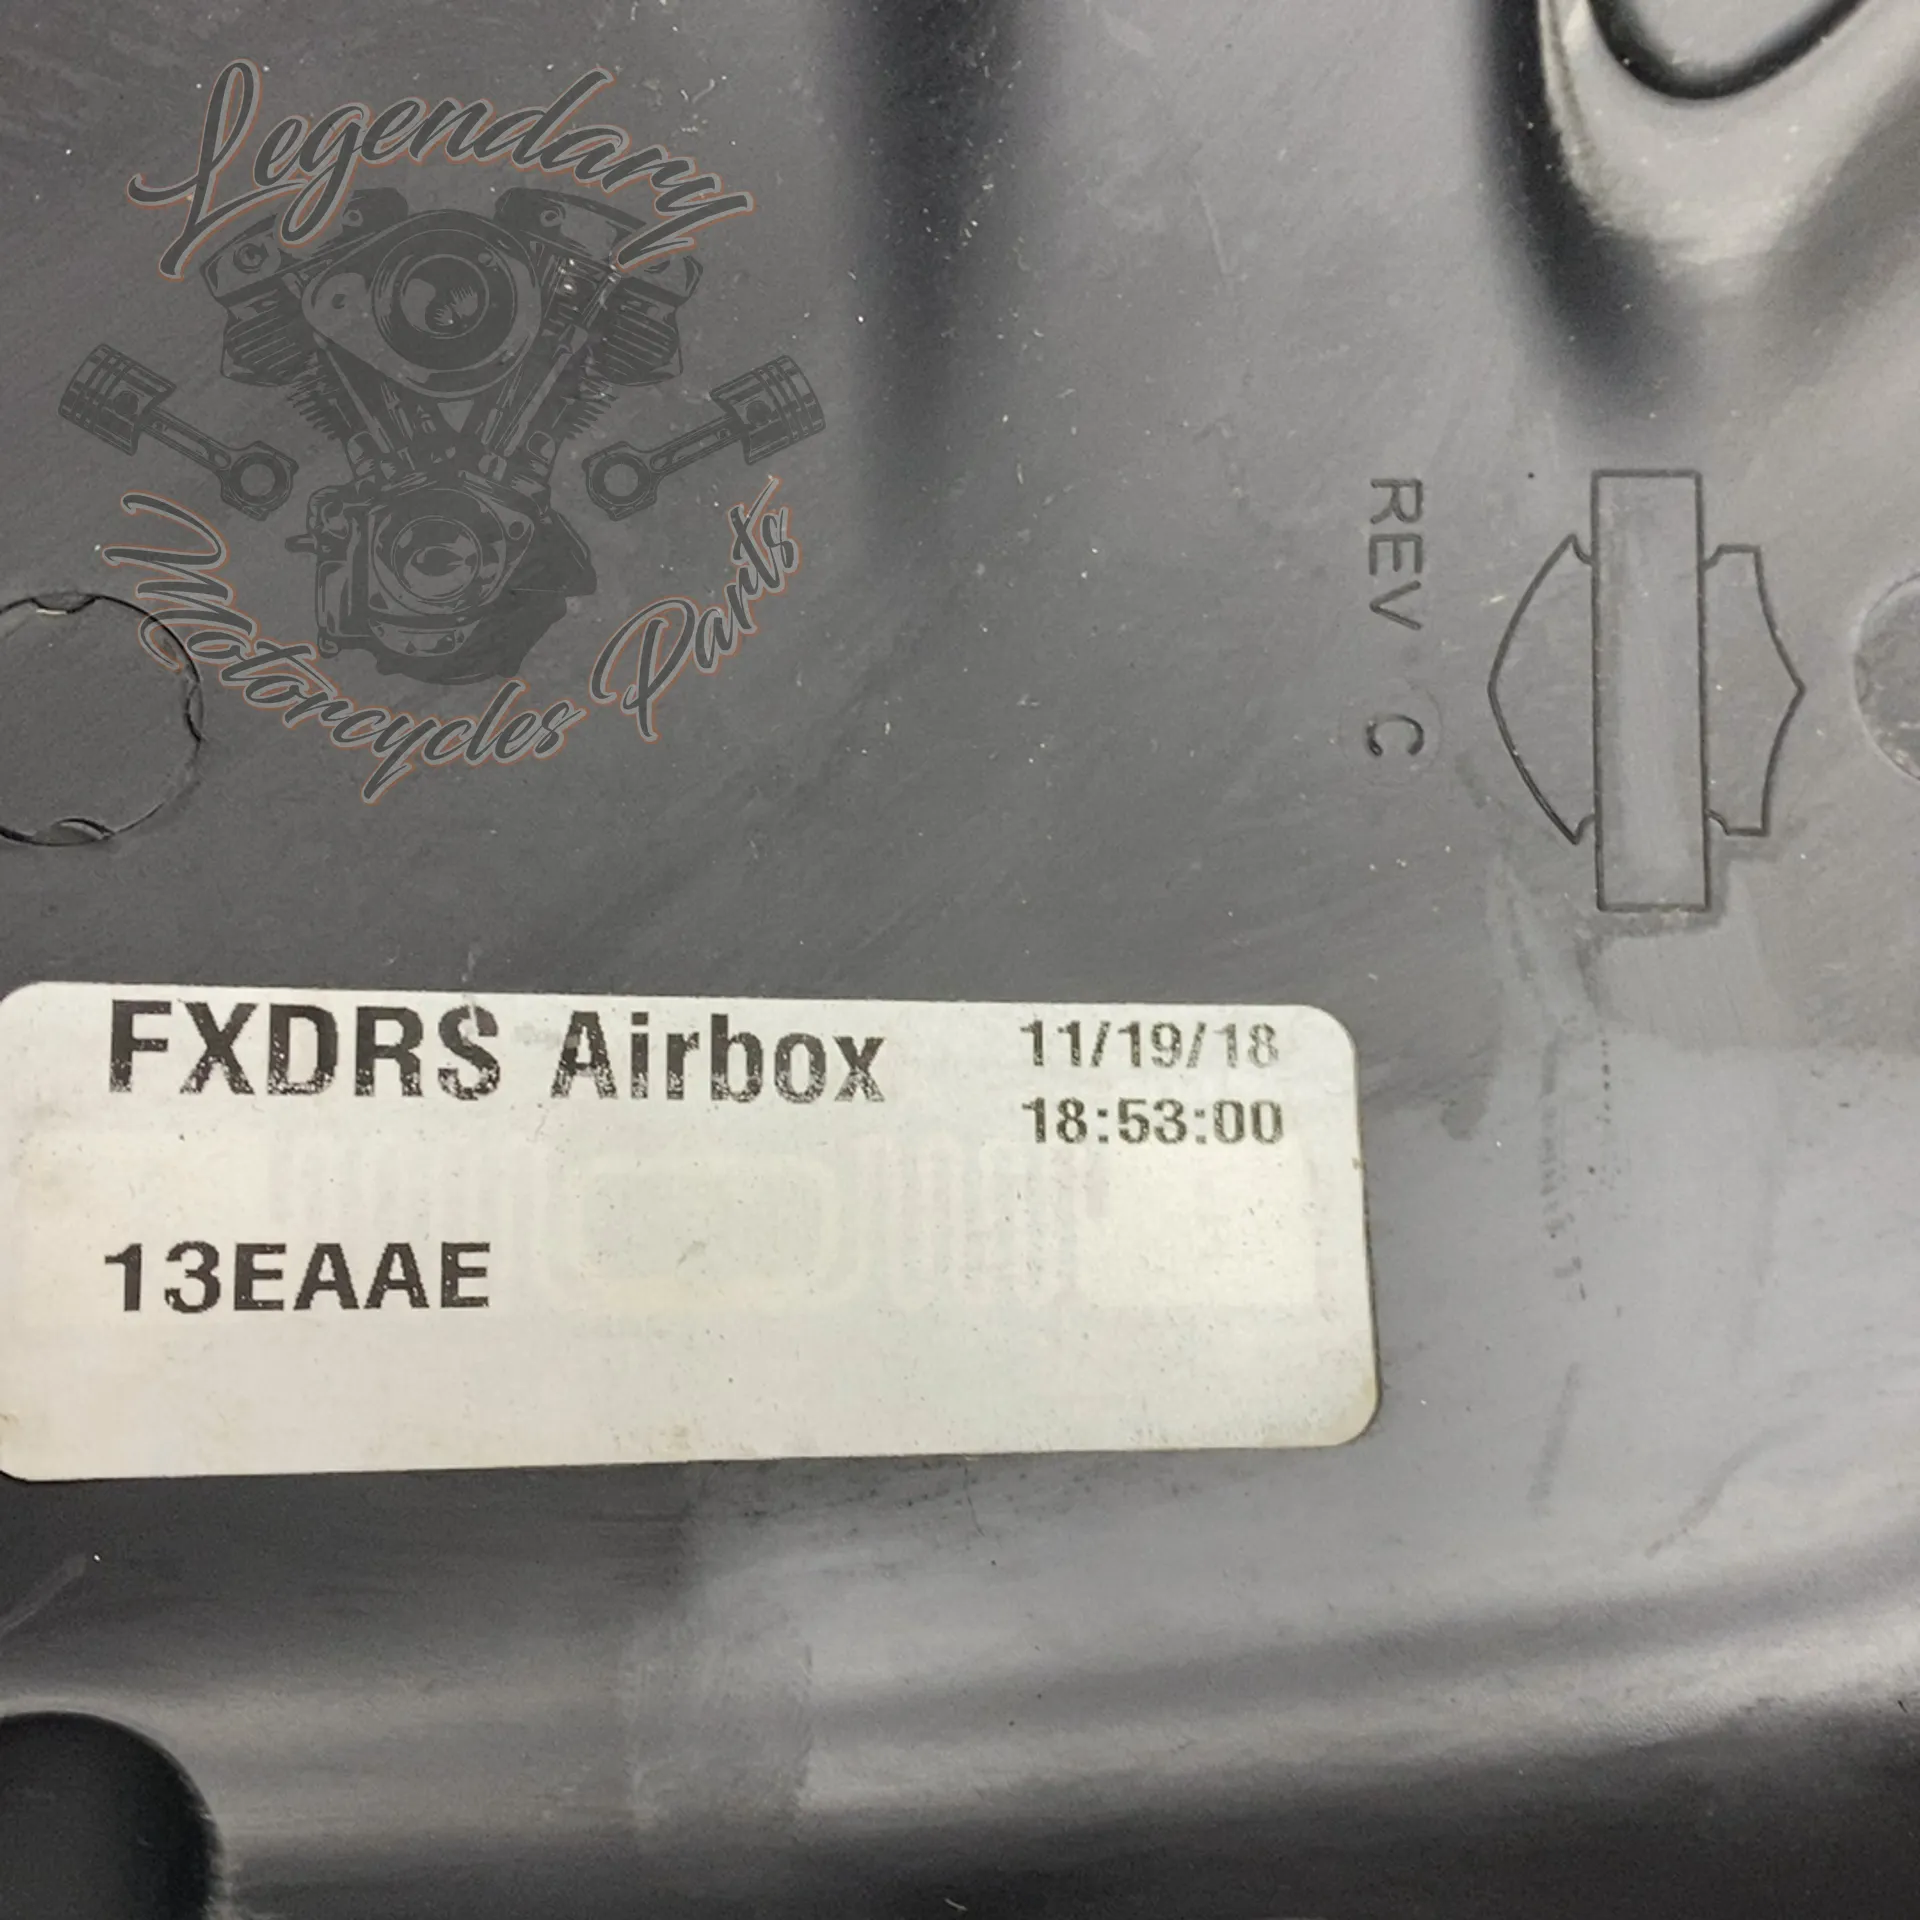 Legendary
Motorcycles Parts
REV C
FXDRS Airbox
11/19/18
18:53:00
13EAAE